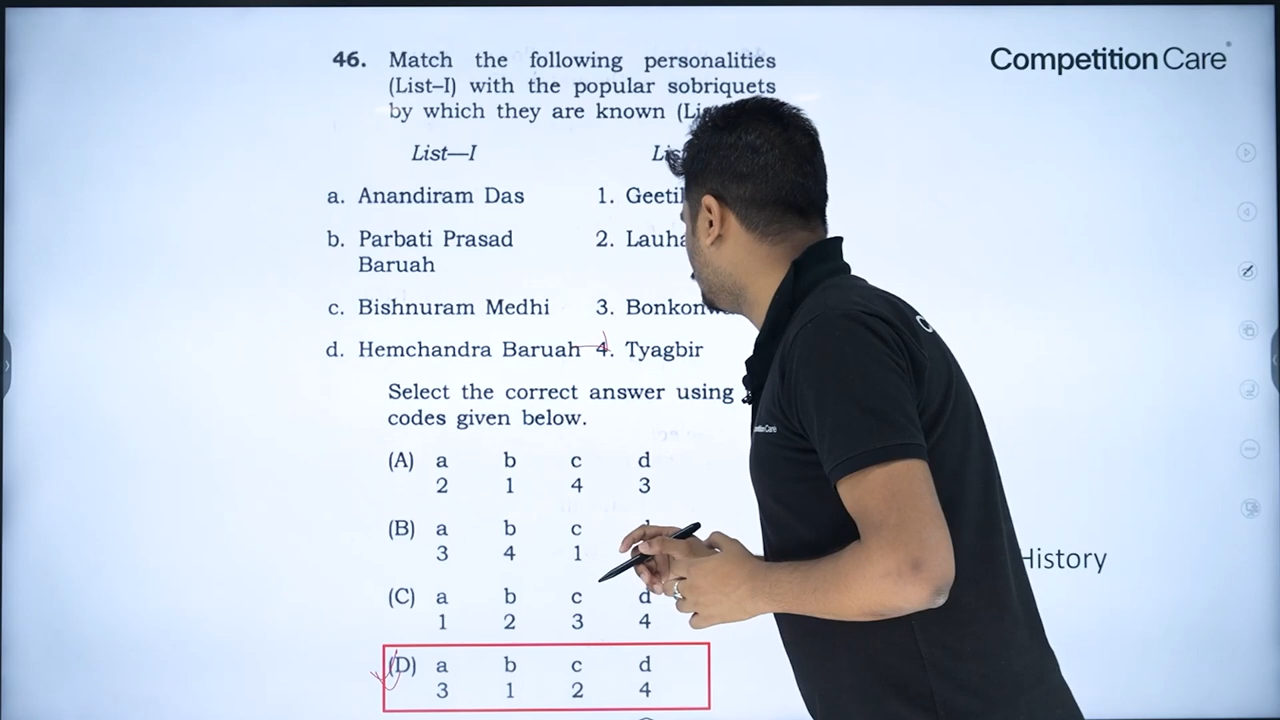 Competition Care
46. Match the following personalities
(List–I) with the popular sobriquets
by which they are known
List—I
a. Anandiram Das 1.
b. Parbati Prasad 2.
Baruah
c. Bishnuram Medhi 3.
d. Hemchandra Baruah 4. Tyagbir
Select the correct answer using
codes given below.
(A) a b c d
2 1 4 3
(B) a b c
3 4 1
(C) a b c d
1 2 3 4
(D) a b c d
3 1 2 4
History